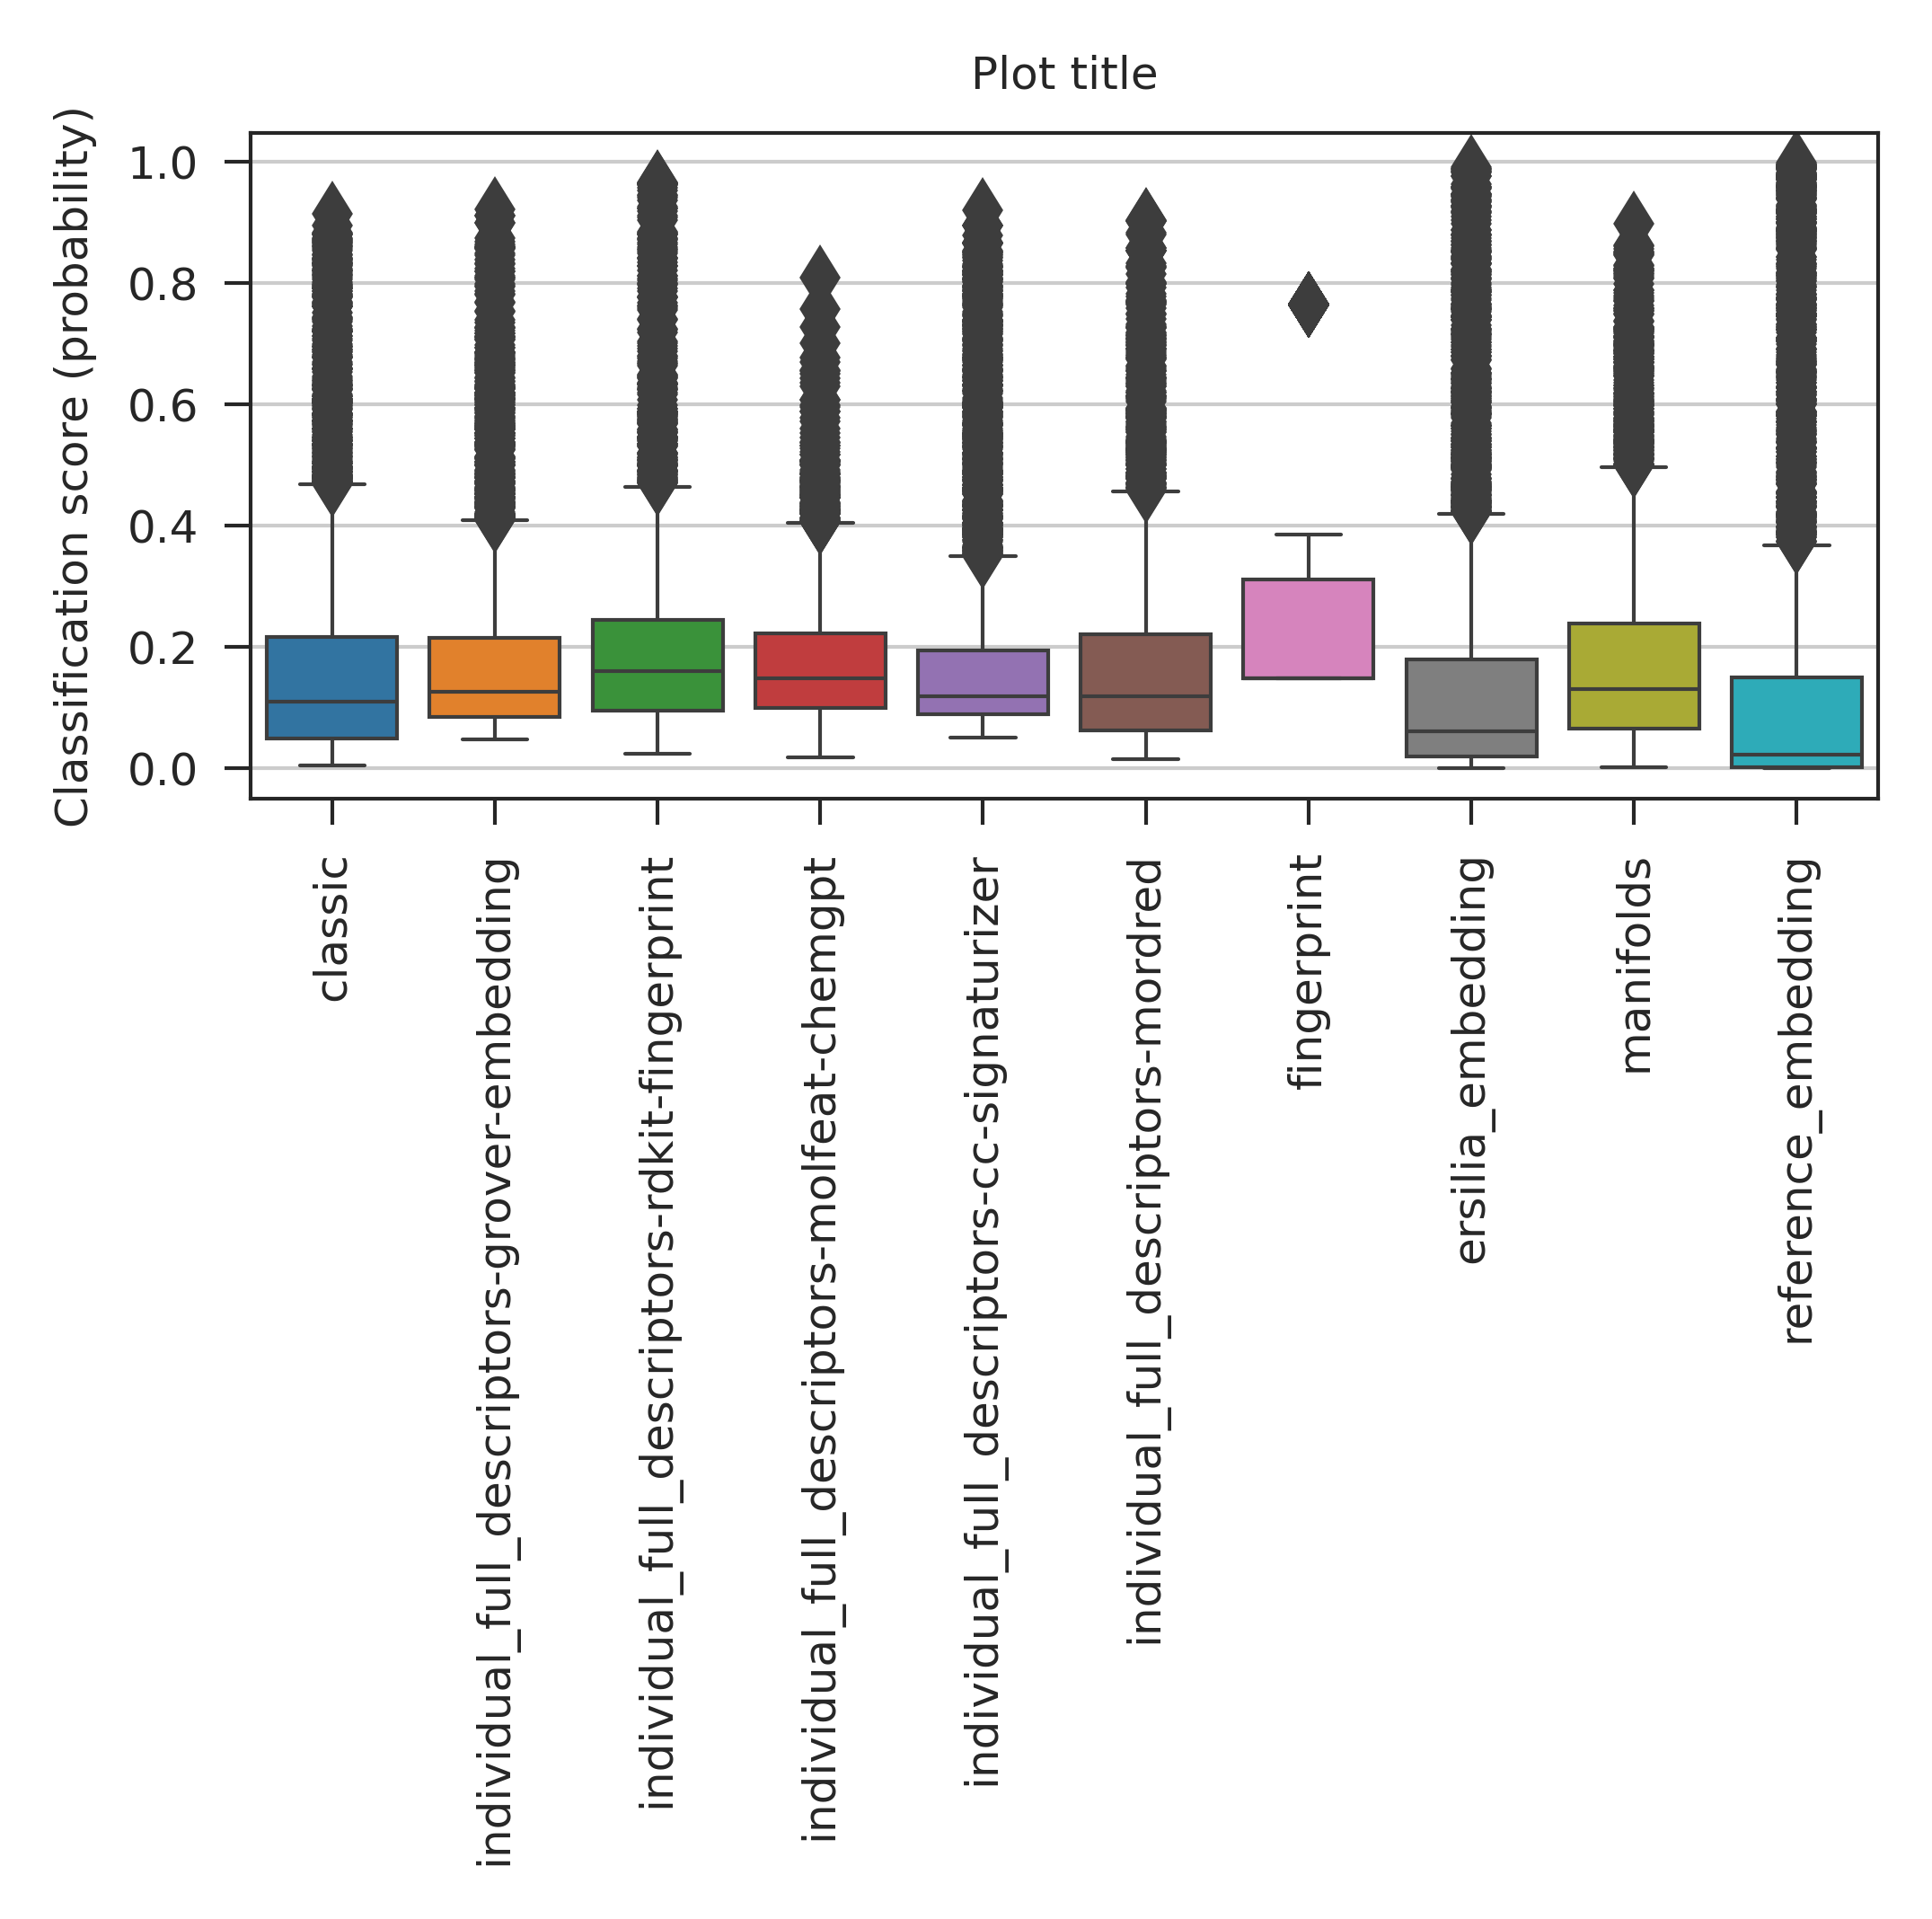 Plot title
Classification score (probability)
1.0
0.8
0.6
0.4
0.2
0.0
classic
individual_full_descriptors-grover-embedding
individual_full_descriptors-rdkit-fingerprint
individual_full_descriptors-molfeat-chemgpt
individual_full_descriptors-cc-signaturizer
individual_full_descriptors-mordred
fingerprint
ersilia_embedding
manifolds
reference_embedding